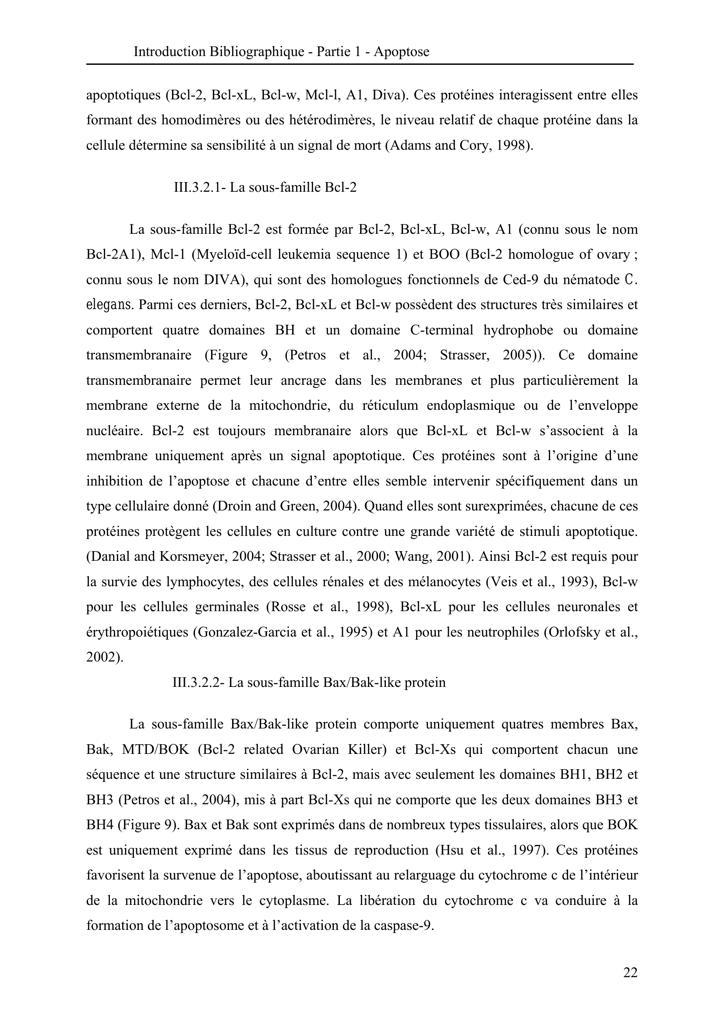 Introduction Bibliographique - Partie 1 - Apoptose
apoptotiques (Bcl-2, Bcl-xL, Bcl-w, Mcl-l, A1, Diva). Ces protéines interagissent entre elles
formant des homodimères ou des hétérodimères, le niveau relatif de chaque protéine dans la
cellule détermine sa sensibilité à un signal de mort (Adams and Cory, 1998).
III.3.2.1- La sous-famille Bcl-2
La sous-famille Bcl-2 est formée par Bcl-2, Bcl-xL, Bcl-w, A1 (connu sous le nom
Bcl-2A1), Mcl-1 (Myeloïd-cell leukemia sequence 1) et BOO (Bcl-2 homologue of ovary ;
connu sous le nom DIVA), qui sont des homologues fonctionnels de Ced-9 du nématode C.
elegans. Parmi ces derniers, Bcl-2, Bcl-xL et Bcl-w possèdent des structures très similaires et
comportent quatre domaines BH et un domaine C-terminal hydrophobe ou domaine
transmembranaire (Figure 9, (Petros et al., 2004; Strasser, 2005)). Ce domaine
transmembranaire permet leur ancrage dans les membranes et plus particulièrement la
membrane externe de la mitochondrie, du réticulum endoplasmique ou de l’enveloppe
nucléaire. Bcl-2 est toujours membranaire alors que Bcl-xL et Bcl-w s’associent à la
membrane uniquement après un signal apoptotique. Ces protéines sont à l’origine d’une
inhibition de l’apoptose et chacune d’entre elles semble intervenir spécifiquement dans un
type cellulaire donné (Droin and Green, 2004). Quand elles sont surexprimées, chacune de ces
protéines protègent les cellules en culture contre une grande variété de stimuli apoptotique.
(Danial and Korsmeyer, 2004; Strasser et al., 2000; Wang, 2001). Ainsi Bcl-2 est requis pour
la survie des lymphocytes, des cellules rénales et des mélanocytes (Veis et al., 1993), Bcl-w
pour les cellules germinales (Rosse et al., 1998), Bcl-xL pour les cellules neuronales et
érythropoiétiques (Gonzalez-Garcia et al., 1995) et A1 pour les neutrophiles (Orlofsky et al.,
2002).
III.3.2.2- La sous-famille Bax/Bak-like protein
La sous-famille Bax/Bak-like protein comporte uniquement quatres membres Bax,
Bak, MTD/BOK (Bcl-2 related Ovarian Killer) et Bcl-Xs qui comportent chacun une
séquence et une structure similaires à Bcl-2, mais avec seulement les domaines BH1, BH2 et
BH3 (Petros et al., 2004), mis à part Bcl-Xs qui ne comporte que les deux domaines BH3 et
BH4 (Figure 9). Bax et Bak sont exprimés dans de nombreux types tissulaires, alors que BOK
est uniquement exprimé dans les tissus de reproduction (Hsu et al., 1997). Ces protéines
favorisent la survenue de l’apoptose, aboutissant au relarguage du cytochrome c de l’intérieur
de la mitochondrie vers le cytoplasme. La libération du cytochrome c va conduire à la
formation de l’apoptosome et à l’activation de la caspase-9.
22